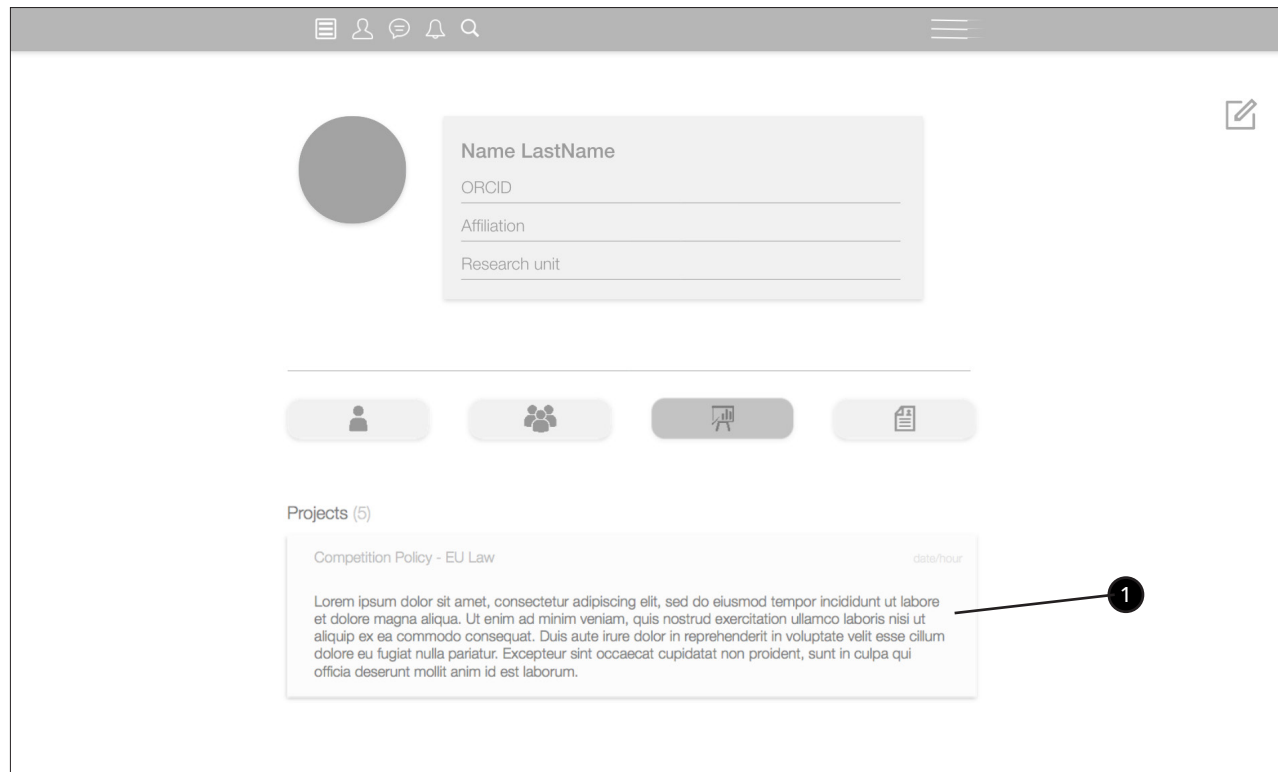 Name LastName
ORCID
Affiliation
Research unit
Projects (5)
Competition Policy - EU Law
date/hour
Lorem ipsum dolor sit amet, consectetur adipiscing elit, sed do eiusmod tempor incididunt ut labore
et dolore magna aliqua. Ut enim ad minim veniam, quis nostrud exercitation ullamco laboris nisi ut
aliquip ex ea commodo consequat. Duis aute irure dolor in reprehenderit in voluptate velit esse cillum
dolore eu fugiat nulla pariatur. Excepteur sint occaecat cupidatat non proident, sunt in culpa qui
officia deserunt mollit anim id est laborum.
1